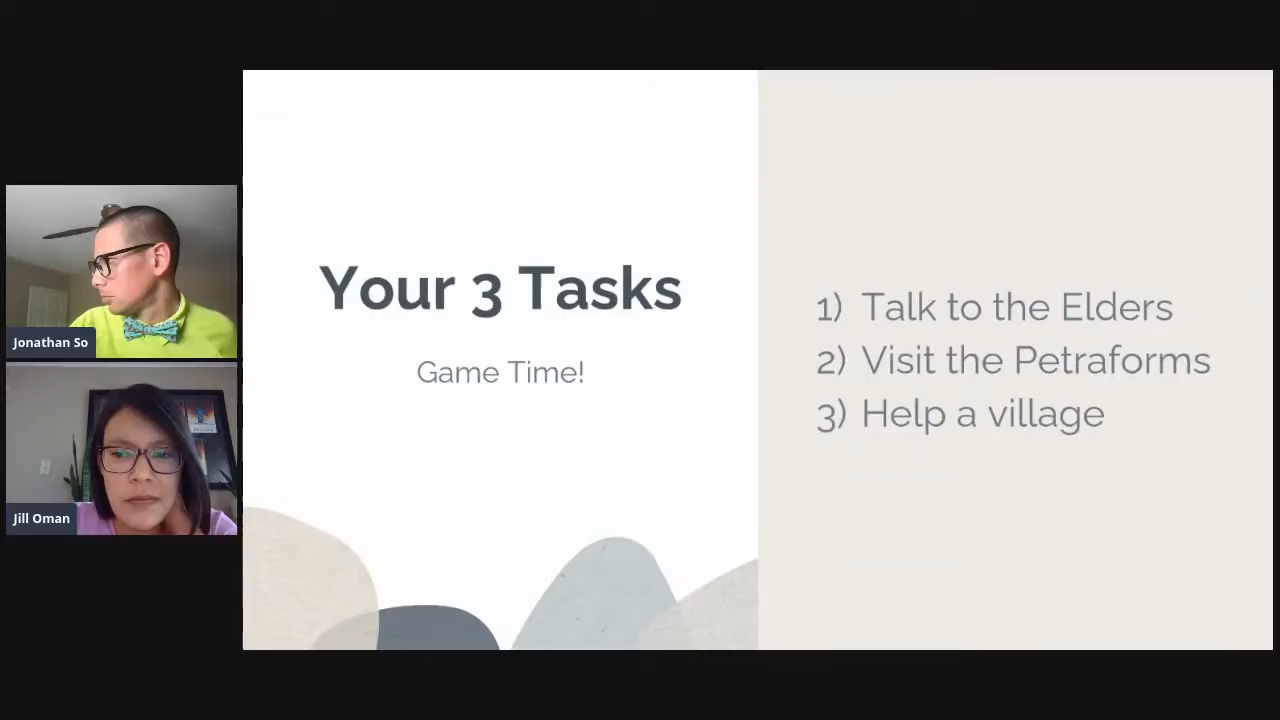 Jonathan So
Jill Oman
Your 3 Tasks
Game Time!
1) Talk to the Elders
2) Visit the Petraforms
3) Help a village